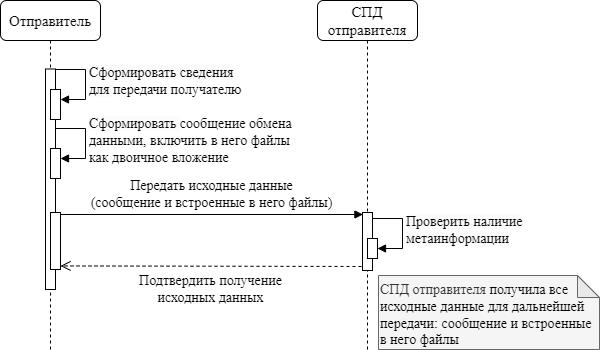 Отправитель
СПД
отправителя
Сформировать сведения
для передачи получателю
Сформировать сообщение обмена
данными, включить в него файлы
как двоичное вложение
Передать исходные данные
(сообщение и встроенные в него файлы)
Проверить наличие
метаинформации
Подтвердить получение
исходных данных
СПД отправителя получила все
исходные данные для дальнейшей
передачи: сообщение и встроенные
в него файлы